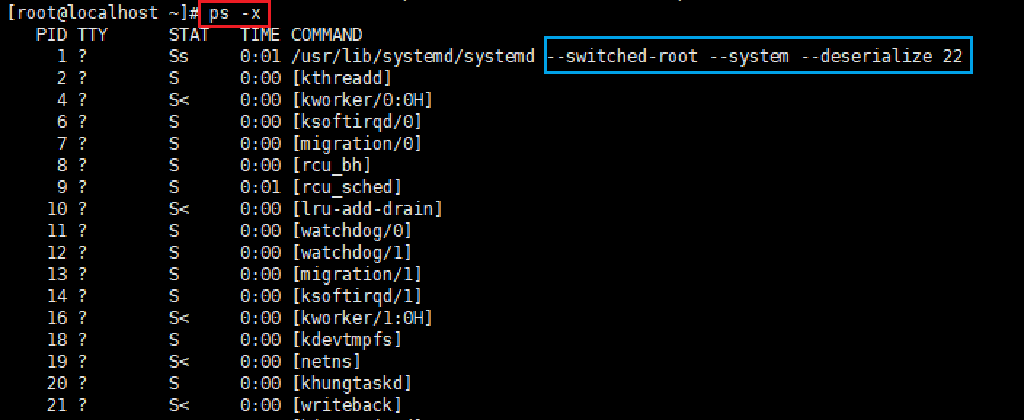 [root@localhost ~]# ps -x
PID TTY STAT TIME COMMAND
1 ? Ss 0:01 /usr/lib/systemd/systemd --switched-root --system --deserialize 22
2 ? S 0:00 [kthreadd]
4 ? S< 0:00 [kworker/0:0H]
6 ? S 0:00 [ksoftirqd/0]
7 ? S 0:00 [migration/0]
8 ? S 0:00 [rcu_bh]
9 ? S 0:01 [rcu_sched]
10 ? S< 0:00 [lru-add-drain]
11 ? S 0:00 [watchdog/0]
12 ? S 0:00 [watchdog/1]
13 ? S 0:00 [migration/1]
14 ? S 0:00 [ksoftirqd/1]
16 ? S< 0:00 [kworker/1:0H]
18 ? S 0:00 [kdevtmpfs]
19 ? S< 0:00 [netns]
20 ? S 0:00 [khungtaskd]
21 ? S< 0:00 [writeback]